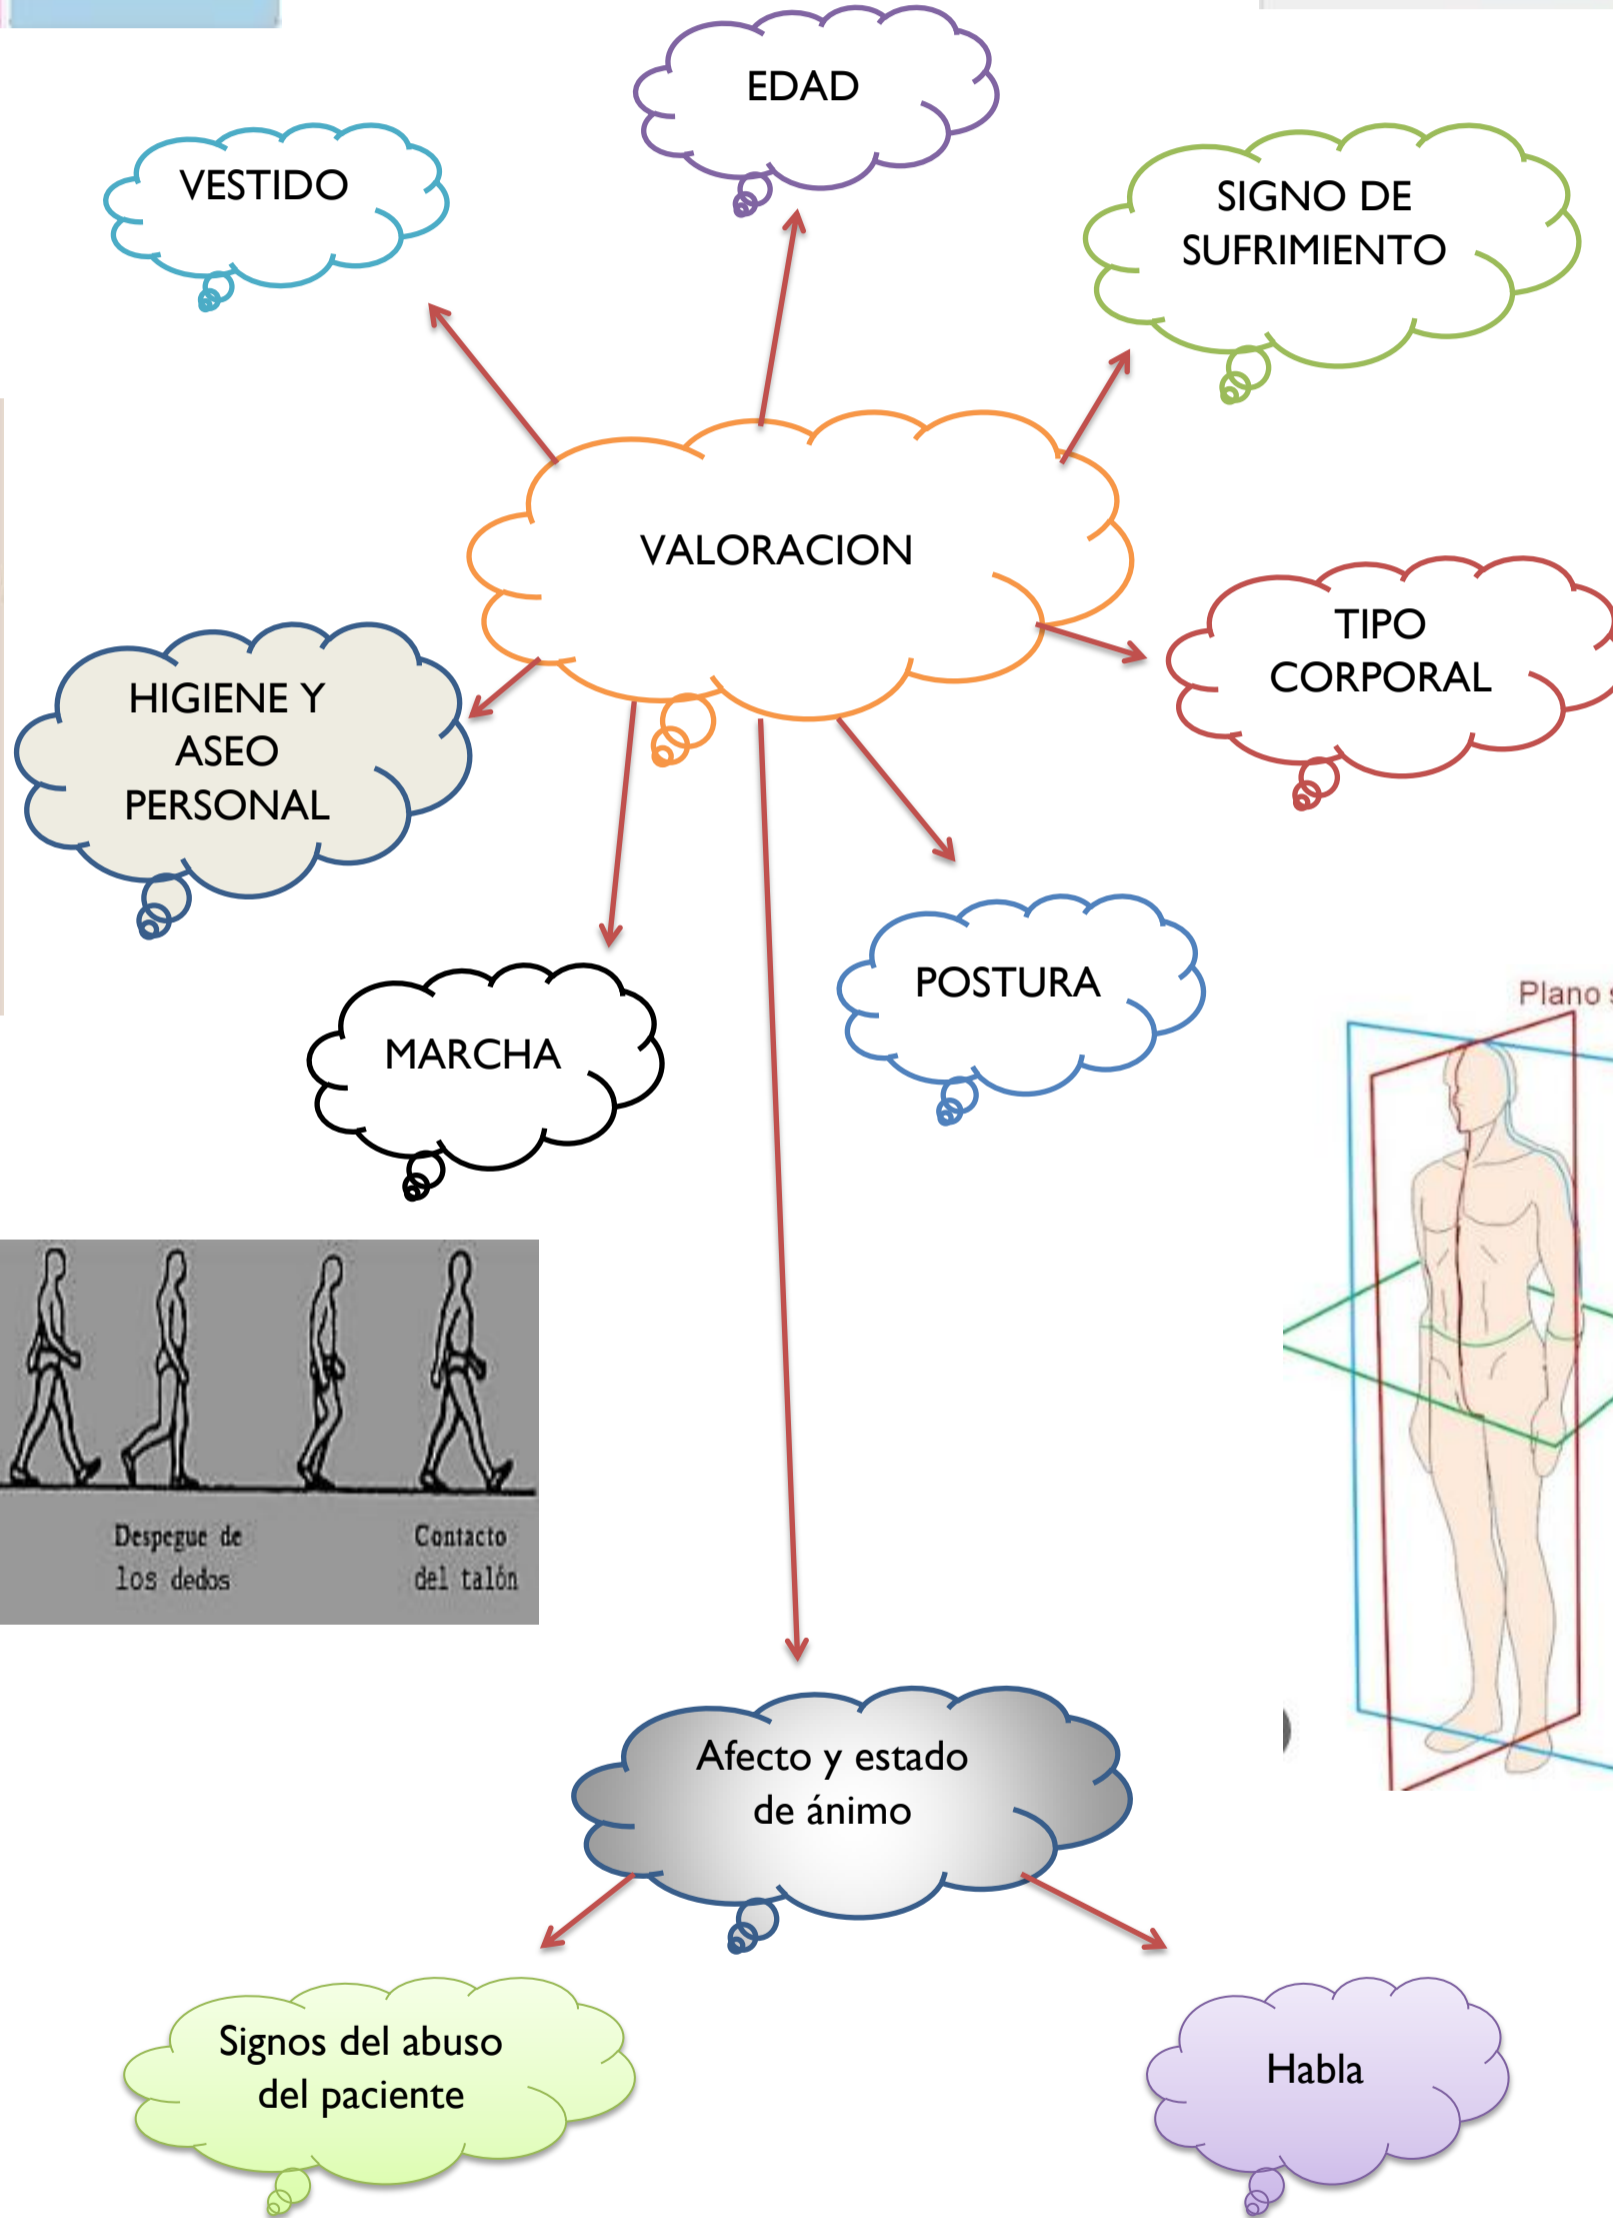 EDAD
VESTIDO
SIGNO DE
SUFRIMIENTO
VALORACION
TIPO
CORPORAL
HIGIENE Y
ASEO
PERSONAL
POSTURA
MARCHA
Plano
Despegue de
los dedos
Contacto
del talón
Afecto y estado
de ánimo
Signos del abuso
del paciente
Habla